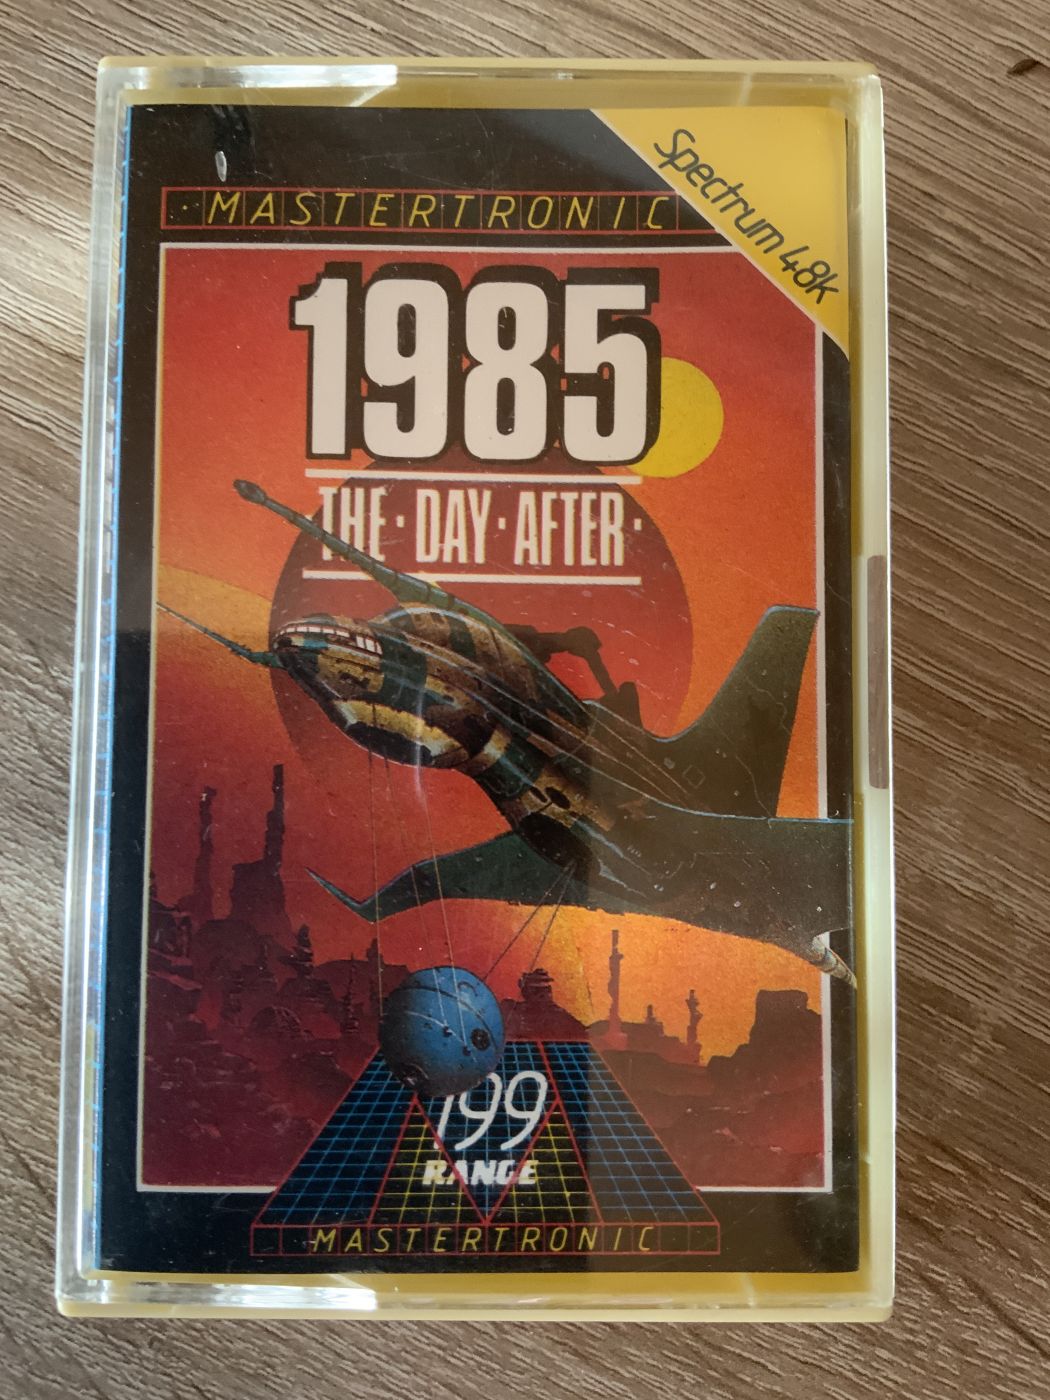 MASTERTRONIC
Spectrum 48K
1985
·THE·DAY·AFTER·
199
RANGE
MASTERTRONIC